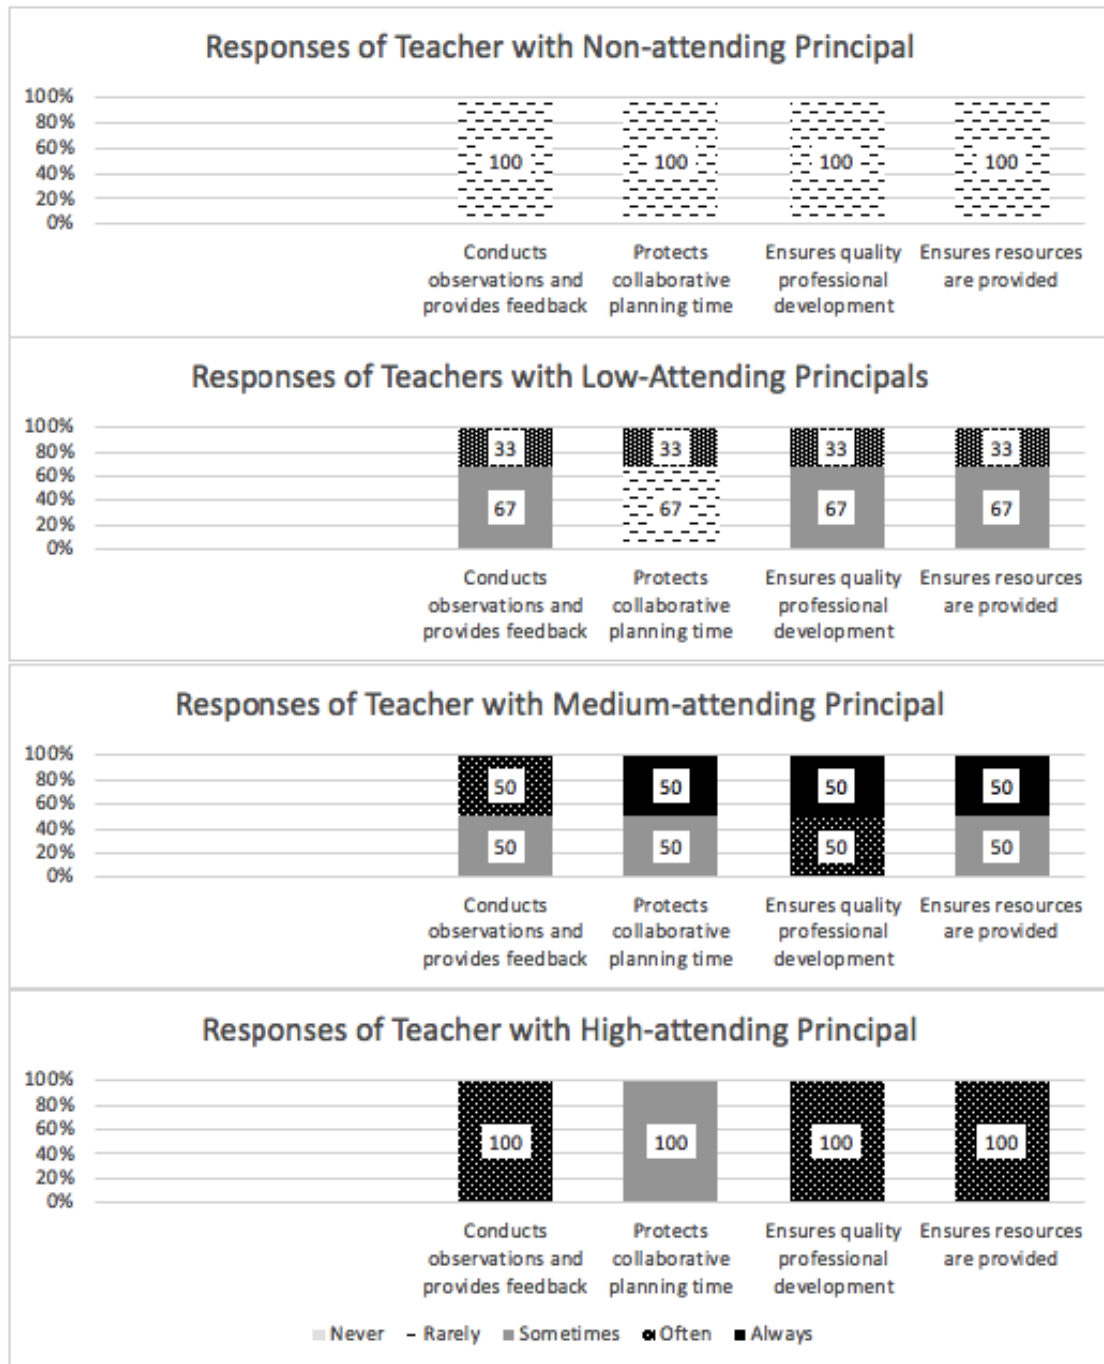 Responses of Teacher with Non-attending Principal
100%
80%
60%
40%
20%
0%
100 100 100 100
Conducts observations and provides feedback
Protects collaborative planning time
Ensures quality professional development
Ensures resources are provided
Responses of Teachers with Low-Attending Principals
100%
80%
60%
40%
20%
0%
33 33 33 33
67 67 67 67
Conducts observations and provides feedback
Protects collaborative planning time
Ensures quality professional development
Ensures resources are provided
Responses of Teacher with Medium-attending Principal
100%
80%
60%
40%
20%
0%
50 50 50 50
50 50 50 50
Conducts observations and provides feedback
Protects collaborative planning time
Ensures quality professional development
Ensures resources are provided
Responses of Teacher with High-attending Principal
100%
80%
60%
40%
20%
0%
100 100 100 100
Conducts observations and provides feedback
Protects collaborative planning time
Ensures quality professional development
Ensures resources are provided
Never Rarely Sometimes Often Always